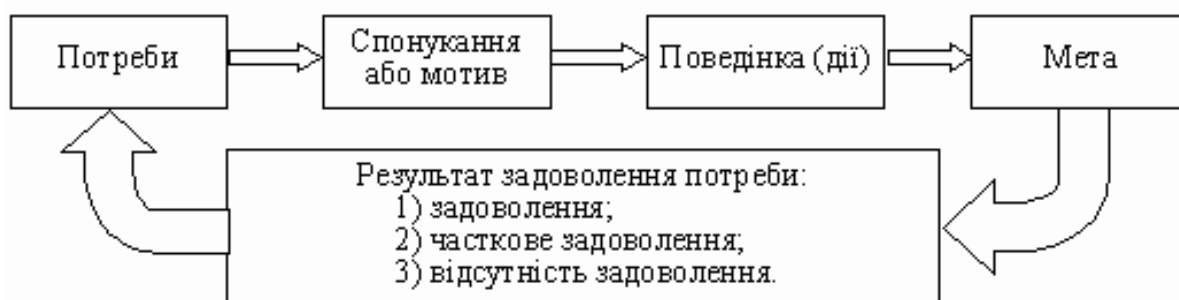 Потреби
Спонукання
або мотив
Поведінка (дії)
Мета
Результат задоволення потреби:
1) задоволення;
2) часткове задоволення;
3) відсутність задоволення.